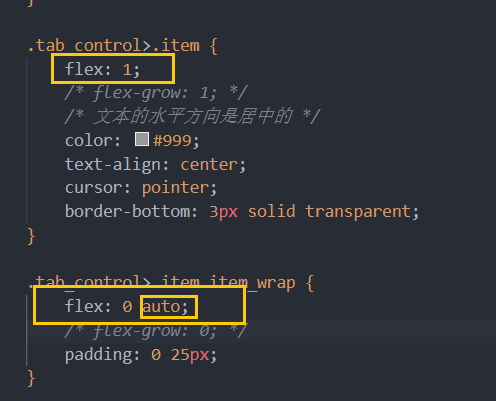 }
.tab_control>.item {
flex: 1;
/* flex-grow: 1; */
/* 文本的水平方向是居中的 */
color: #999;
text-align: center;
cursor: pointer;
border-bottom: 3px solid transparent;
}
.tab_control>.item.item_wrap {
flex: 0 auto;
/* flex-grow: 0; */
padding: 0 25px;
}